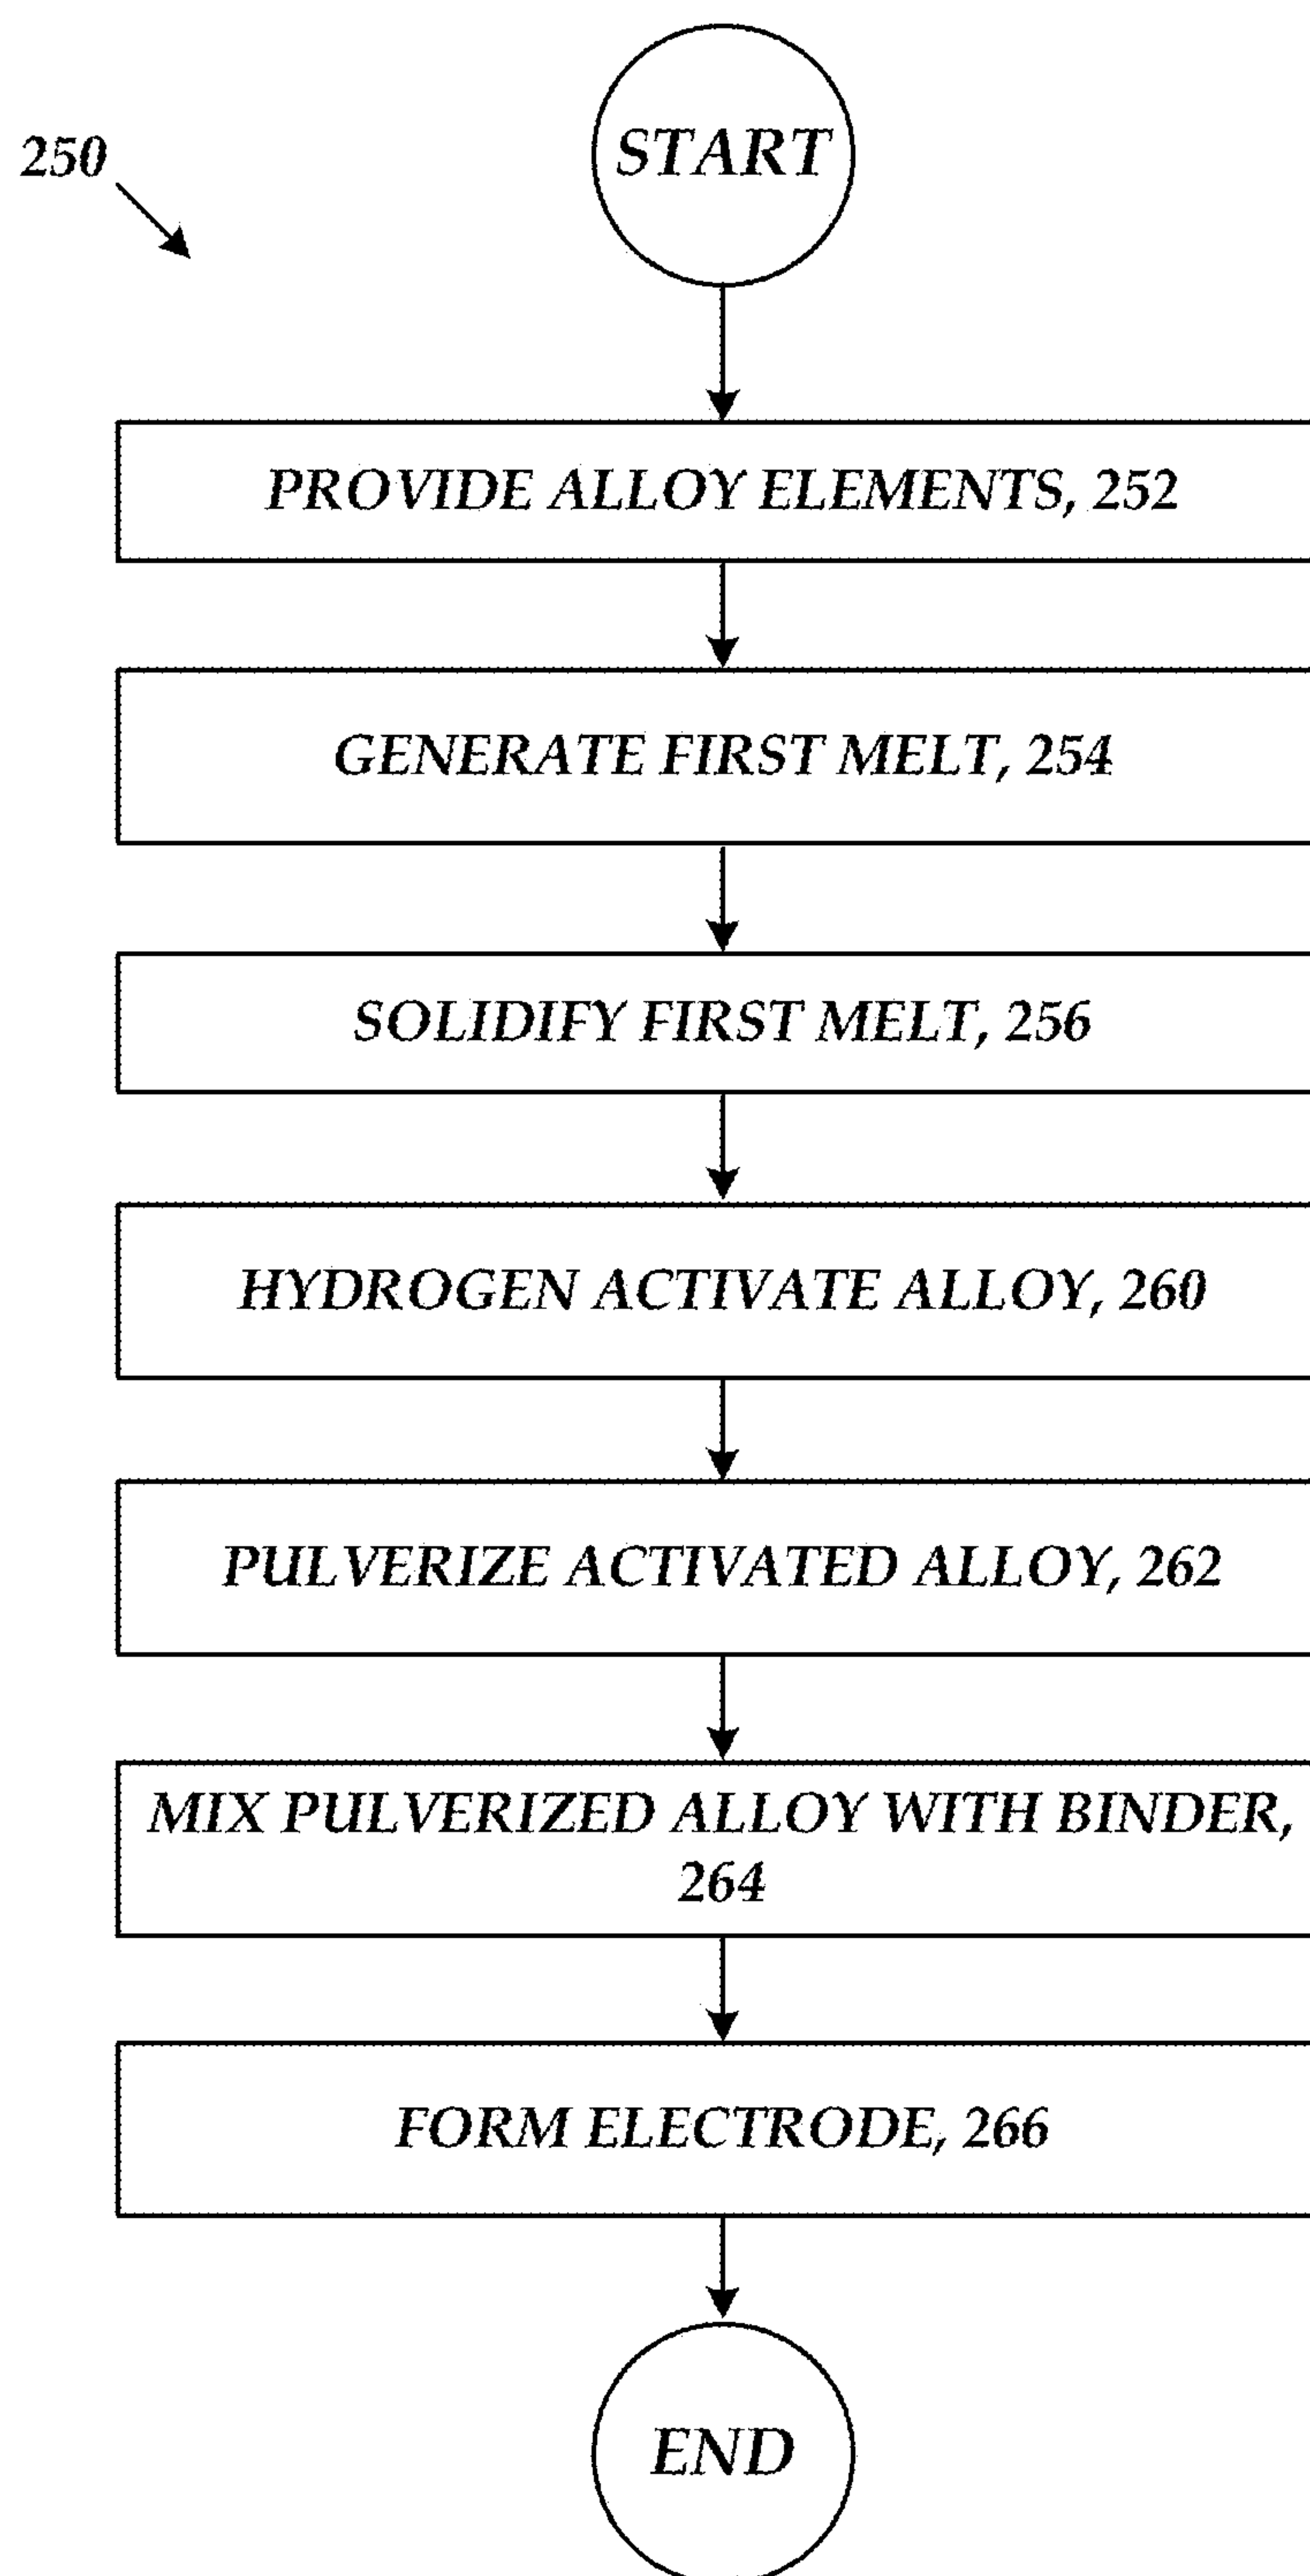 250
START
PROVIDE ALLOY ELEMENTS, 252
GENERATE FIRST MELT, 254
SOLIDIFY FIRST MELT, 256
HYDROGEN ACTIVATE ALLOY, 260
PULVERIZE ACTIVATED ALLOY, 262
MIX PULVERIZED ALLOY WITH BINDER,
264
FORM ELECTRODE, 266
END